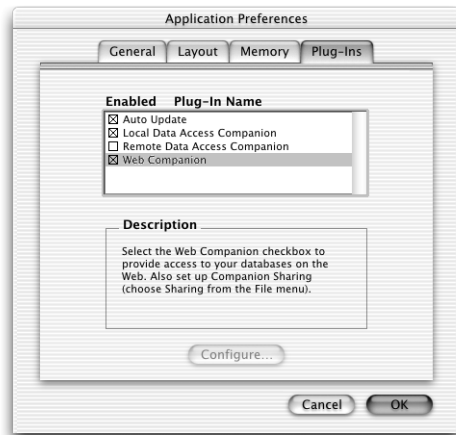 Application Preferences
General Layout Memory Plug-Ins
Enabled Plug-In Name
Auto Update
Local Data Access Companion
Remote Data Access Companion
Web Companion
Description
Select the Web Companion checkbox to
provide access to your databases on the
Web. Also set up Companion Sharing
(choose Sharing from the File menu).
Configure...
Cancel OK